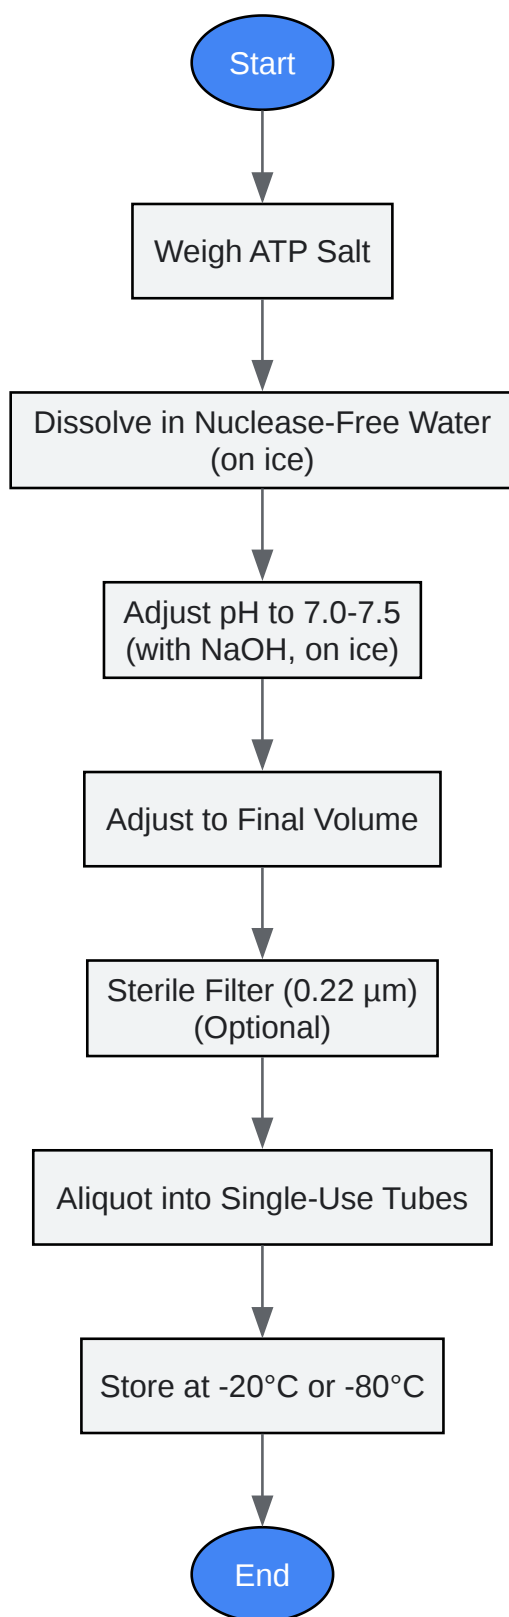 Start
Weigh ATP Salt
Dissolve in Nuclease-Free Water
(on ice)
Adjust pH to 7.0-7.5
(with NaOH, on ice)
Adjust to Final Volume
Sterile Filter (0.22 µm)
(Optional)
Aliquot into Single-Use Tubes
Store at -20°C or -80°C
End